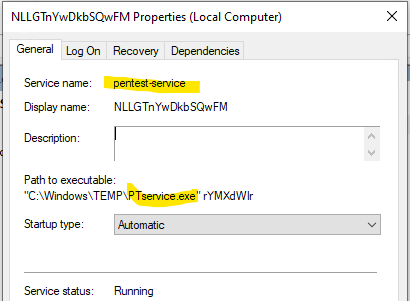 NLLGTnYwDkbSQwFM Properties (Local Computer)
General Log On Recovery Dependencies
Service name: pentest-service
Display name: NLLGTnYwDkbSQwFM
Description:
Path to executable:
"C:\Windows\TEMP\PTservice.exe" rYMXdWlr
Startup type: Automatic
Service status: Running